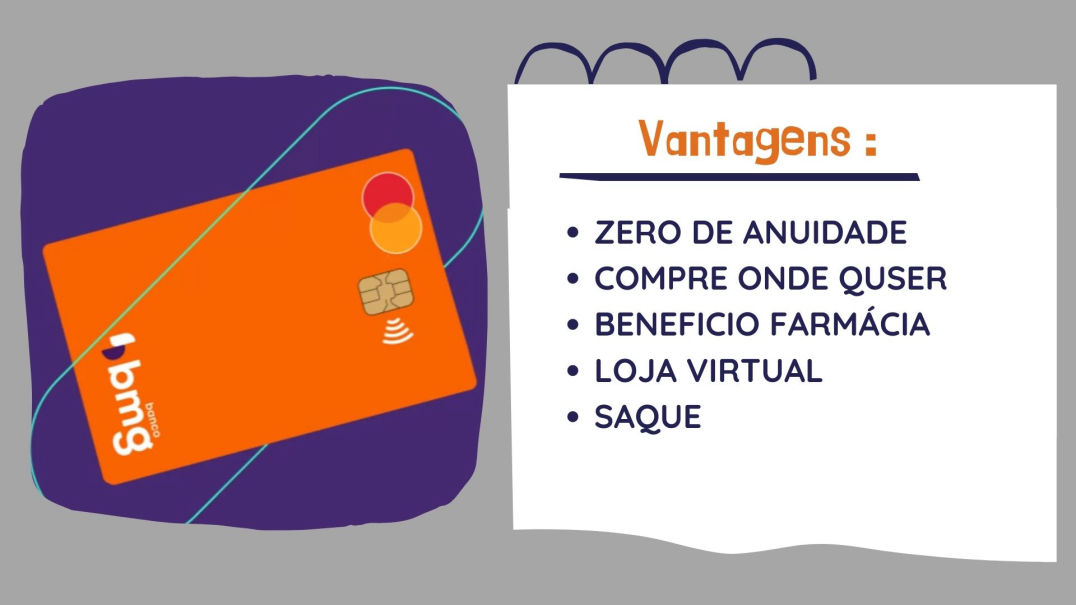 banco
bmg
Vantagens :
• ZERO DE ANUIDADE
• COMPRE ONDE QUSER
• BENEFICIO FARMÁCIA
• LOJA VIRTUAL
• SAQUE